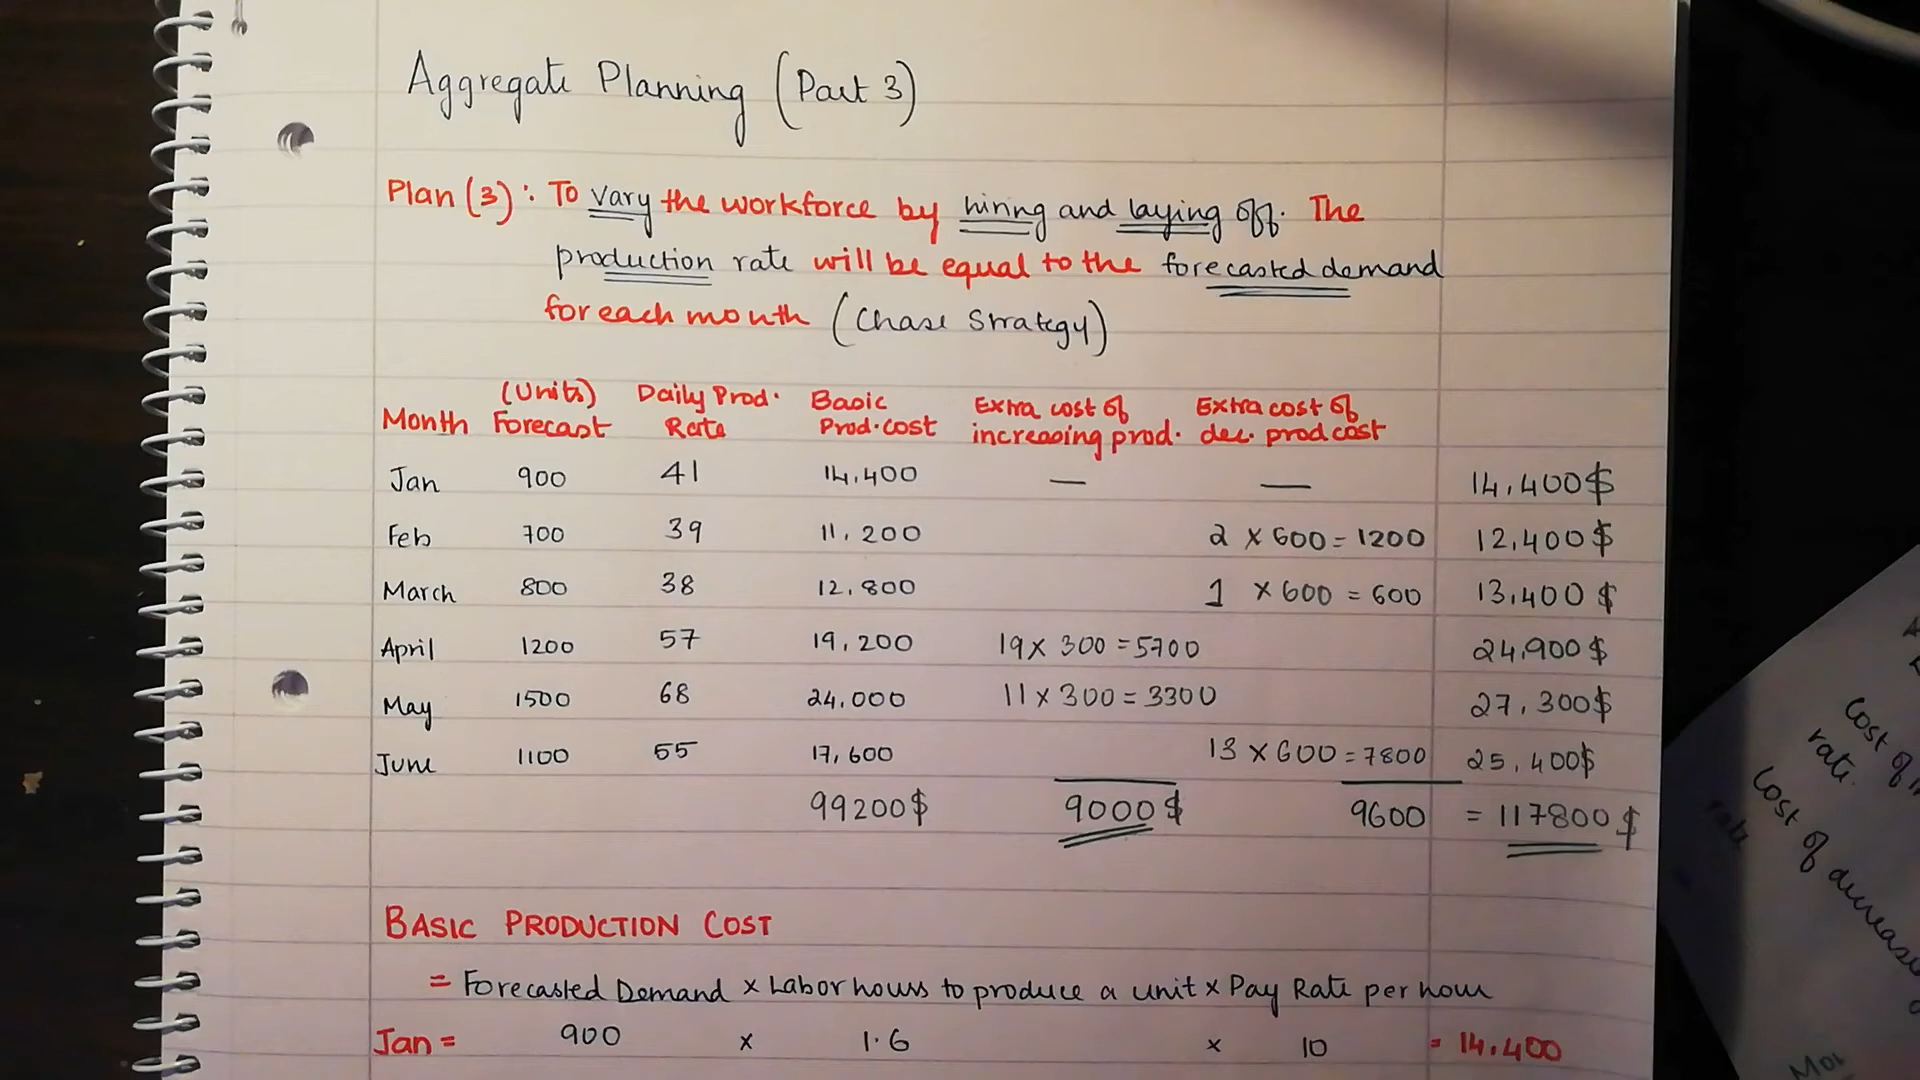 Aggregate Planning (Part 3)
Plan (3): To vary the workforce by hiring and laying off. The
production rate will be equal to the forecasted demand
for each month (Chase Strategy)
Month (Units) Forecast Daily Prod. Rate Basic Prod. cost Extra cost of increasing prod. Extra cost of dec. prod cost
Jan 900 41 14,400 — — 14,400$
Feb 700 39 11,200 2 x 600 = 1200 12,400$
March 800 38 12,800 1 x 600 = 600 13,400$
April 1200 57 19,200 19 x 300 = 5700 24,900$
May 1500 68 24,000 11 x 300 = 3300 27,300$
June 1100 55 17,600 13 x 600 = 7800 25,400$
99200$ 9000$ 9600 = 117800$
BASIC PRODUCTION COST
= Forecasted Demand x Labor hours to produce a unit x Pay Rate per hour
Jan = 900 x 1.6 x 10 = 14,400
Cost of
rate.
Cost of
rate